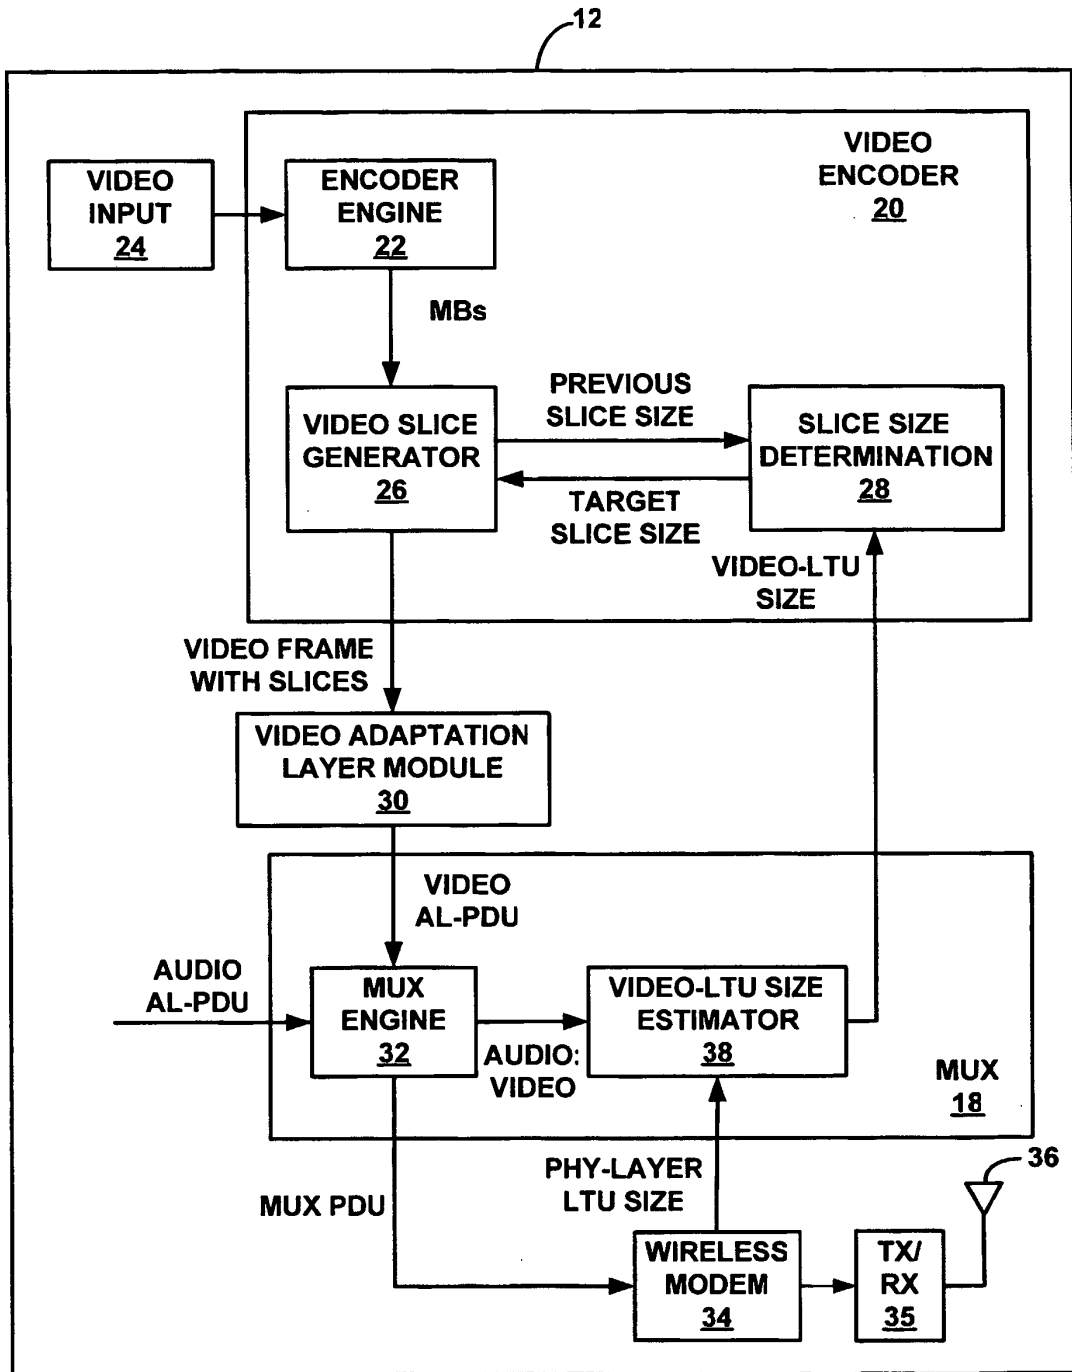 12
VIDEO
ENCODER
20
VIDEO
INPUT
24
ENCODER
ENGINE
22
MBs
VIDEO SLICE
GENERATOR
26
PREVIOUS
SLICE SIZE
TARGET
SLICE SIZE
SLICE SIZE
DETERMINATION
28
VIDEO-LTU
SIZE
VIDEO FRAME
WITH SLICES
VIDEO ADAPTATION
LAYER MODULE
30
VIDEO
AL-PDU
AUDIO
AL-PDU
MUX
ENGINE
32
AUDIO:
VIDEO
VIDEO-LTU SIZE
ESTIMATOR
38
MUX
18
MUX PDU
PHY-LAYER
LTU SIZE
WIRELESS
MODEM
34
TX/
RX
35
36